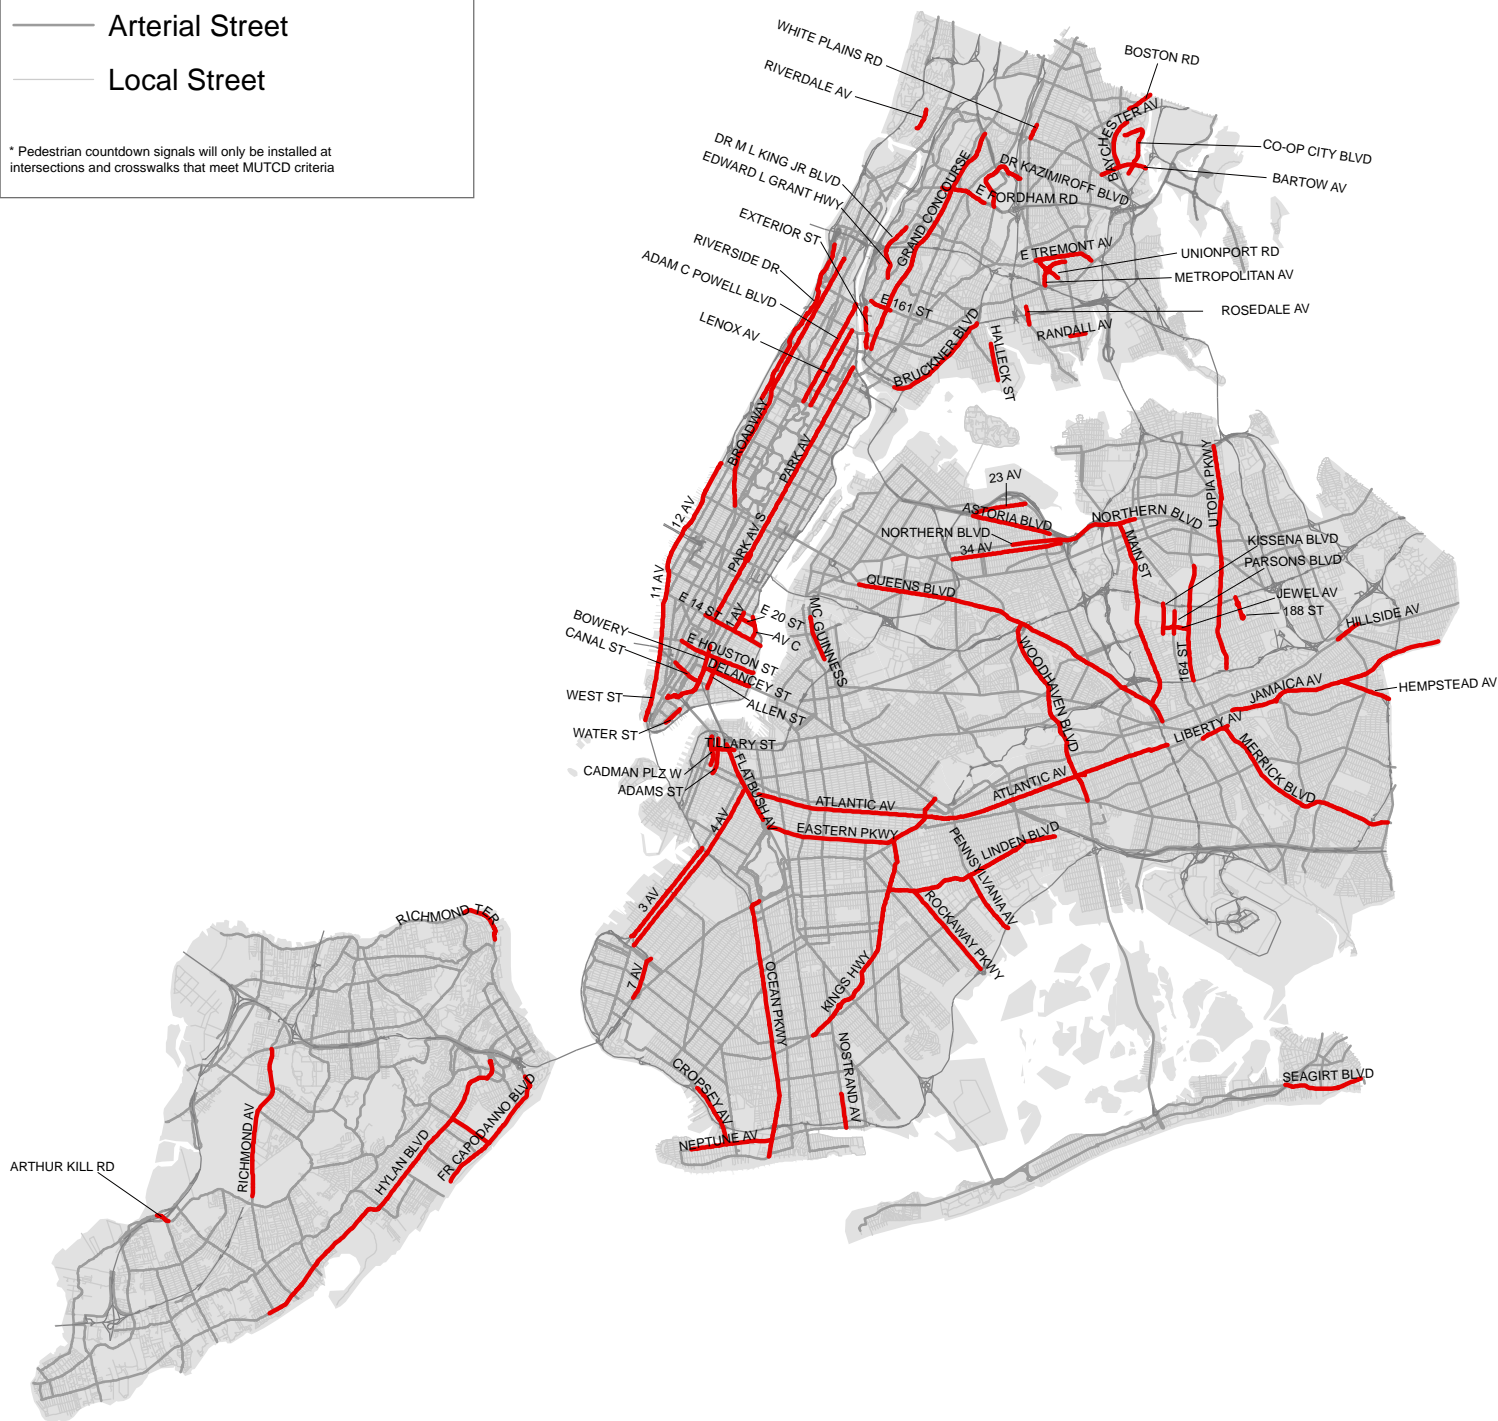 Arterial Street
Local Street
* Pedestrian countdown signals will only be installed at
intersections and crosswalks that meet MUTCD criteria
WHITE PLAINS RD
BOSTON RD
RIVERDALE AV
BAYCHESTER AV
CO-OP CITY BLVD
DR M L KING JR BLVD
EDWARD L GRANT HWY
GRAND CONCOURSE
DR KAZIMIROFF BLVD
BARTOW AV
E FORDHAM RD
EXTERIOR ST
RIVERSIDE DR
E TREMONT AV
UNIONPORT RD
ADAM C POWELL BLVD
METROPOLITAN AV
E 161 ST
ROSEDALE AV
LENOX AV
BRUCKNER BLVD
HALLECK ST
RANDALL AV
BROADWAY
PARK AV
UTOPIA PKWY
23 AV
12 AV
ASTORIA BLVD
NORTHERN BLVD
NORTHERN BLVD
PARK AV S
34 AV
MAIN ST
KISSENA BLVD
PARSONS BLVD
11 AV
QUEENS BLVD
JEWEL AV
188 ST
E 14 ST
1 AV
E 20 ST
MC GUINNESS
HILLSIDE AV
BOWERY
CANAL ST
AV C
E HOUSTON ST
DELANCEY ST
WOODHAVEN BLVD
164 ST
JAMAICA AV
HEMPSTEAD AV
WEST ST
ALLEN ST
WATER ST
LIBERTY AV
TILLARY ST
CADMAN PLZ W
ADAMS ST
FLATBUSH AV
MERRICK BLVD
ATLANTIC AV
ATLANTIC AV
4 AV
EASTERN PKWY
PENNSYLVANIA AV
LINDEN BLVD
3 AV
ROCKAWAY PKWY
RICHMOND TER
7 AV
OCEAN PKWY
KINGS HWY
NOSTRAND AV
CROPSEY AV
SEAGIRT BLVD
NEPTUNE AV
RICHMOND AV
HYLAN BLVD
FR CAPODANNO BLVD
ARTHUR KILL RD